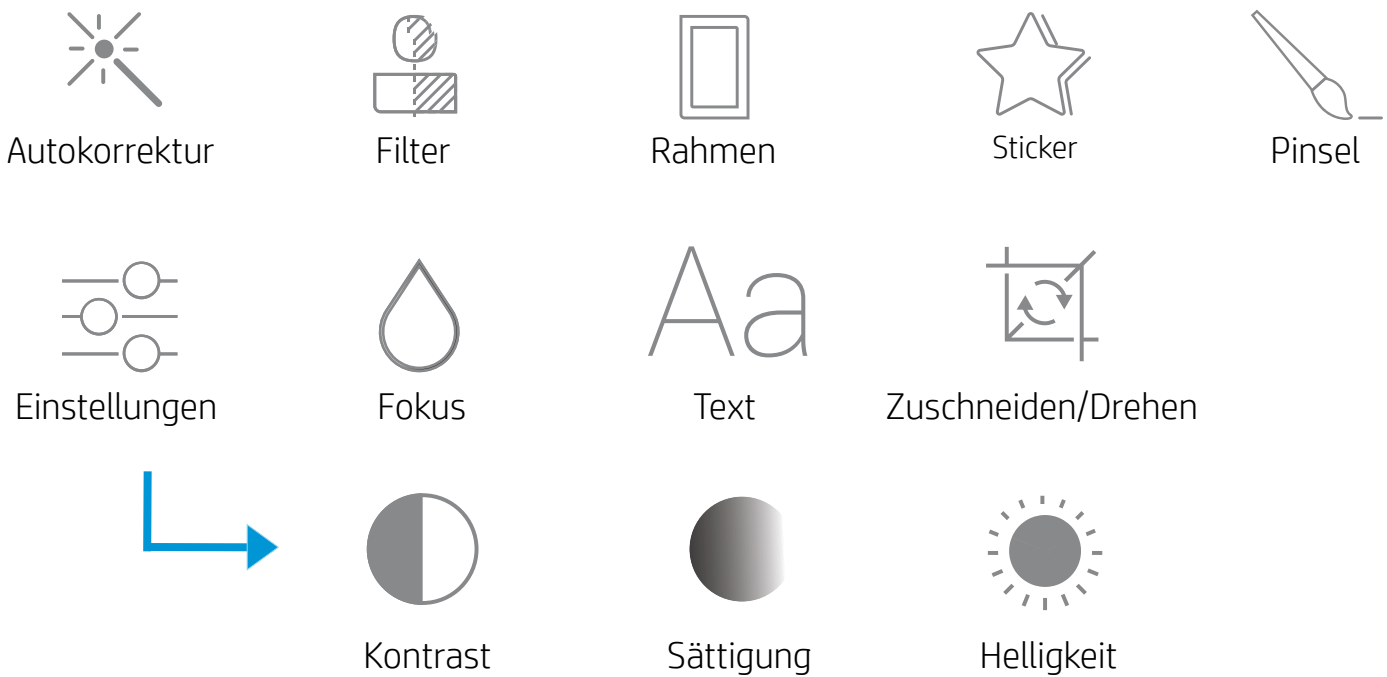 Autokorrektur
Filter
Rahmen
Sticker
Pinsel
Einstellungen
Fokus
Aa
Text
Zuschneiden/Drehen
Kontrast
Sättigung
Helligkeit